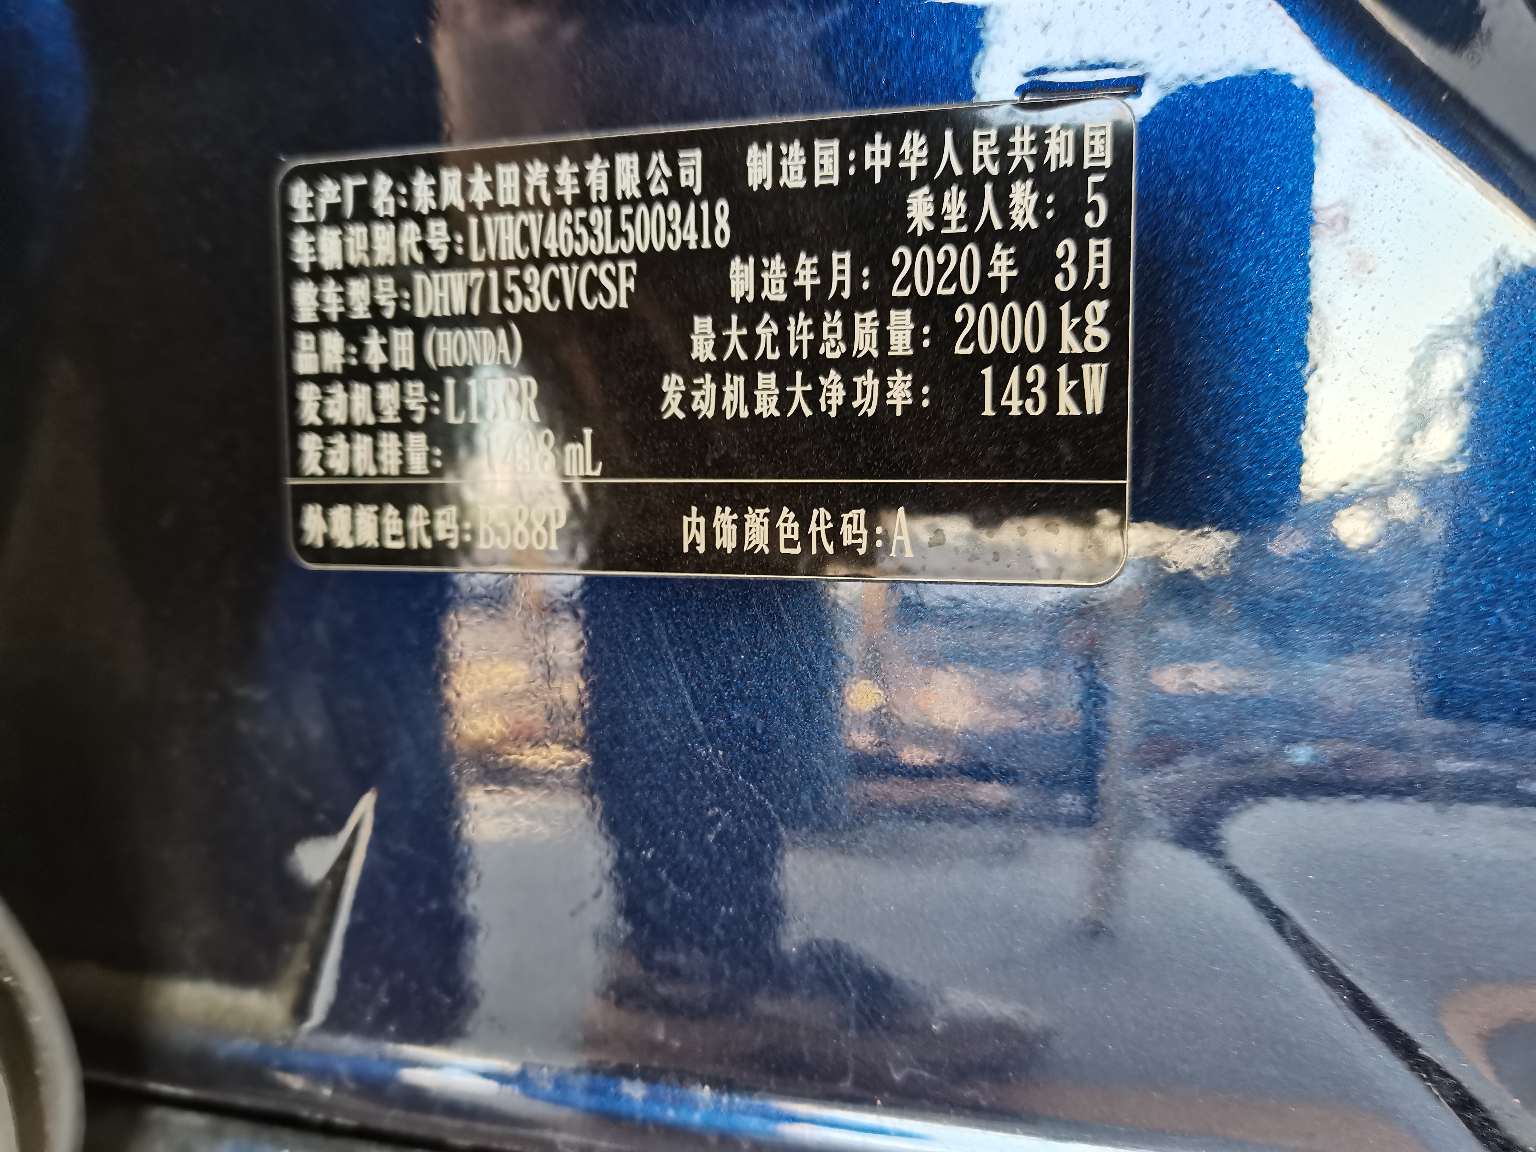 生产厂名:东风本田汽车有限公司 制造国:中华人民共和国
车辆识别代号:LVHCV4653L5003418 乘坐人数: 5
整车型号:DHW7153CVCSF 制造年月: 2020年 3月
品牌:本田(HONDA) 最大允许总质量: 2000 kg
发动机型号: 发动机最大净功率: 143 kW
发动机排量: mL
外观颜色代码:B588P 内饰颜色代码:A